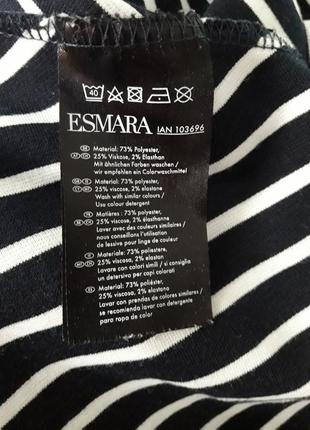 40
ESMARA IAN 103696
Material: 73% Polyester,
25% Viskose, 2% Elasthan
Mit ähnlichen Farben waschen /
wir empfehlen ein Colorwaschmittel
Material: 73% polyester,
25% viscose, 2% elastane
Wash with similar colours /
Use colour detergent
Matières : 73% polyester,
25% viscose, 2% élasthanne
Laver avec des couleurs similaires /
nous conseillons l'utilisation
de lessive pour linge de couleur
Materiale: 73% poliestere,
25% viscosa, 2% elastan
Lavare con colori simili / si consiglia
un detersivo per capi colorati
Material: 73% poliéster,
25% viscosa, 2% elastano
Lavar con prendas de colores similares /
se recomienda lavar con detergente
para ropa de color